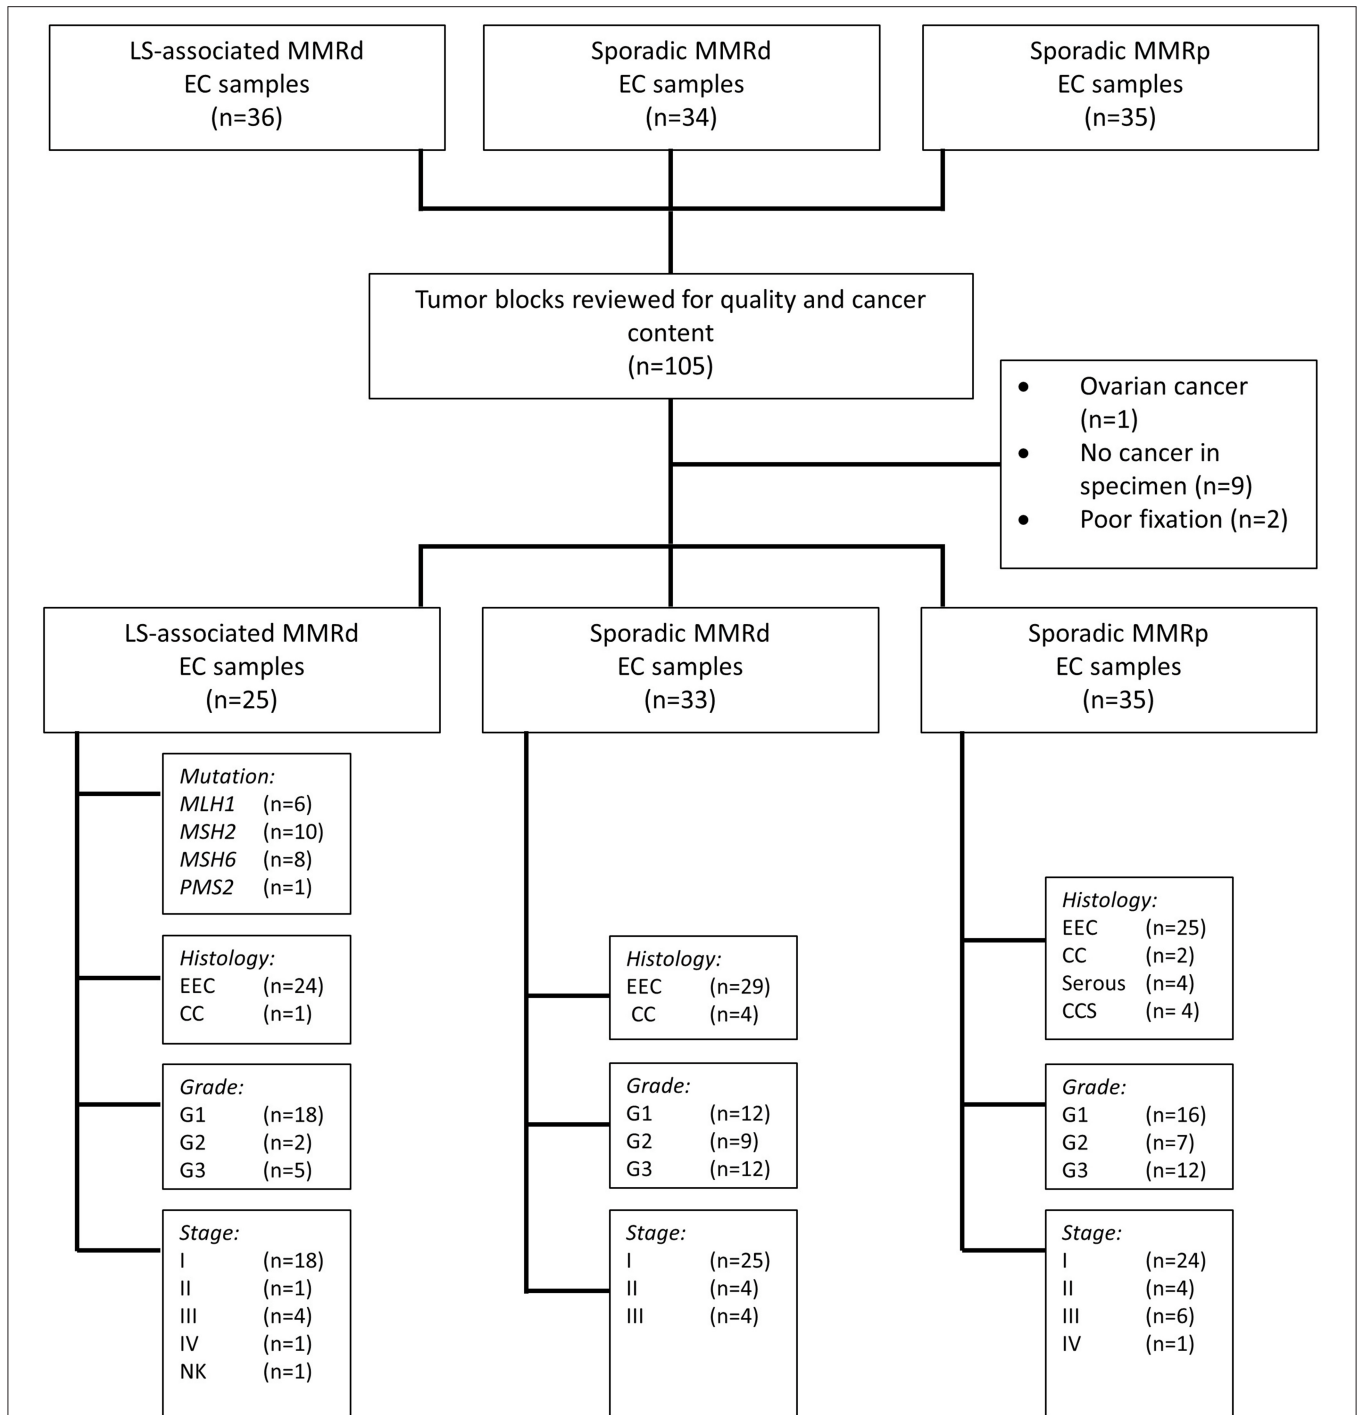 LS-associated MMRd
EC samples
(n=36)
Sporadic MMRd
EC samples
(n=34)
Sporadic MMRp
EC samples
(n=35)
Tumor blocks reviewed for quality and cancer
content
(n=105)
• Ovarian cancer
(n=1)
• No cancer in
specimen (n=9)
• Poor fixation (n=2)
LS-associated MMRd
EC samples
(n=25)
Sporadic MMRd
EC samples
(n=33)
Sporadic MMRp
EC samples
(n=35)
Mutation:
MLH1 (n=6)
MSH2 (n=10)
MSH6 (n=8)
PMS2 (n=1)
Histology:
EEC (n=24)
CC (n=1)
Grade:
G1 (n=18)
G2 (n=2)
G3 (n=5)
Stage:
I (n=18)
II (n=1)
III (n=4)
IV (n=1)
NK (n=1)
Histology:
EEC (n=29)
CC (n=4)
Grade:
G1 (n=12)
G2 (n=9)
G3 (n=12)
Stage:
I (n=25)
II (n=4)
III (n=4)
Histology:
EEC (n=25)
CC (n=2)
Serous (n=4)
CCS (n= 4)
Grade:
G1 (n=16)
G2 (n=7)
G3 (n=12)
Stage:
I (n=24)
II (n=4)
III (n=6)
IV (n=1)